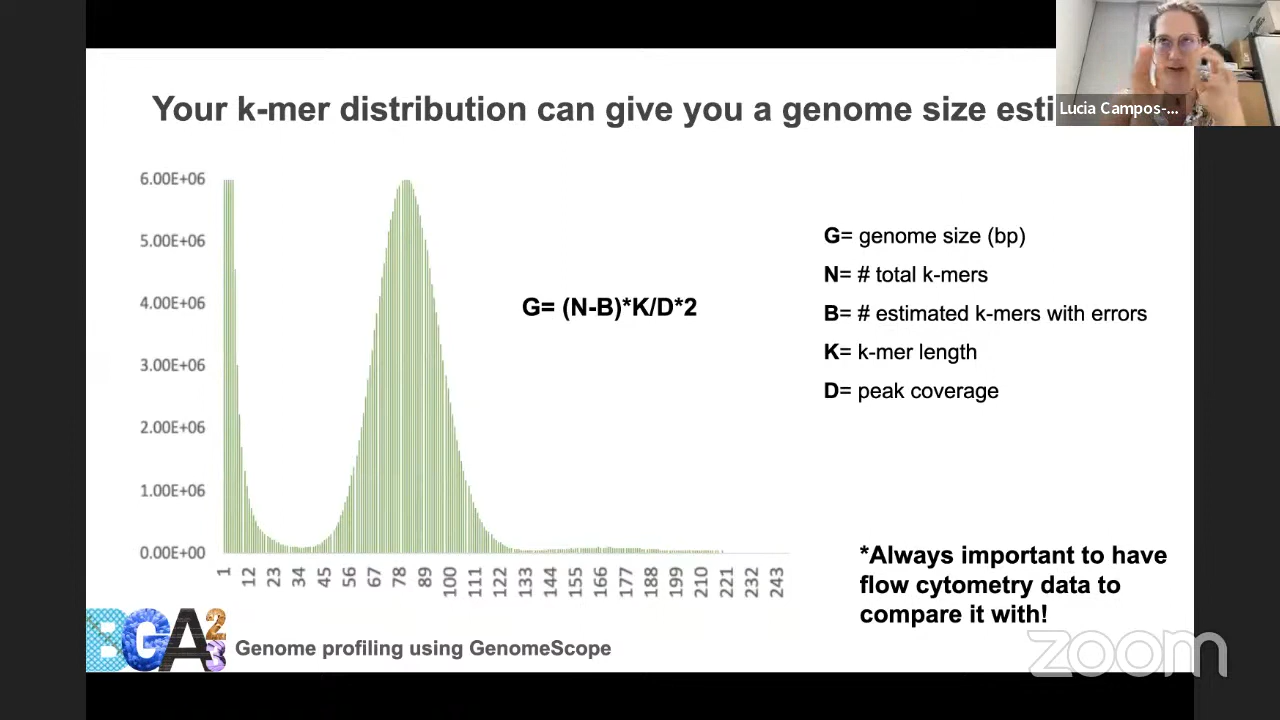 Your k-mer distribution can give you a genome size esti
Lucia Campos-...
6.00E+06
5.00E+06
4.00E+06
3.00E+06
2.00E+06
1.00E+06
0.00E+00
1 12 23 34 45 56 67 78 89 100 111 122 133 144 155 166 177 188 199 210 221 232 243
G= (N-B)*K/D*2
G= genome size (bp)
N= # total k-mers
B= # estimated k-mers with errors
K= k-mer length
D= peak coverage
*Always important to have
flow cytometry data to
compare it with!
BGA23
Genome profiling using GenomeScope
zoom